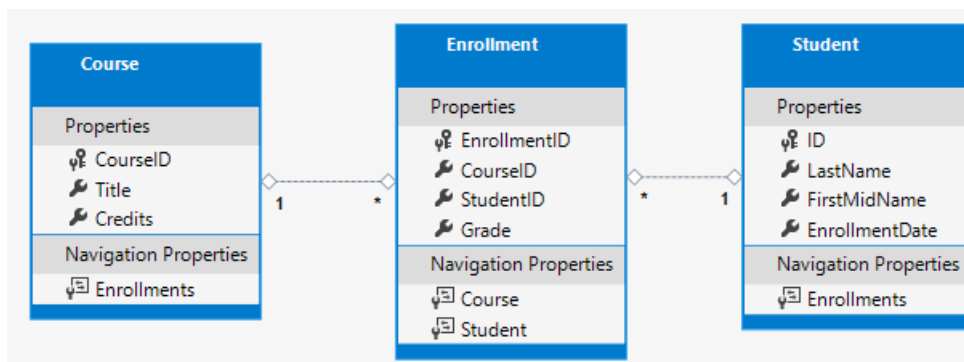 Course
Properties
CourseID
Title
Credits
Navigation Properties
Enrollments
1
*
Enrollment
Properties
EnrollmentID
CourseID
StudentID
Grade
Navigation Properties
Course
Student
*
1
Student
Properties
ID
LastName
FirstMidName
EnrollmentDate
Navigation Properties
Enrollments